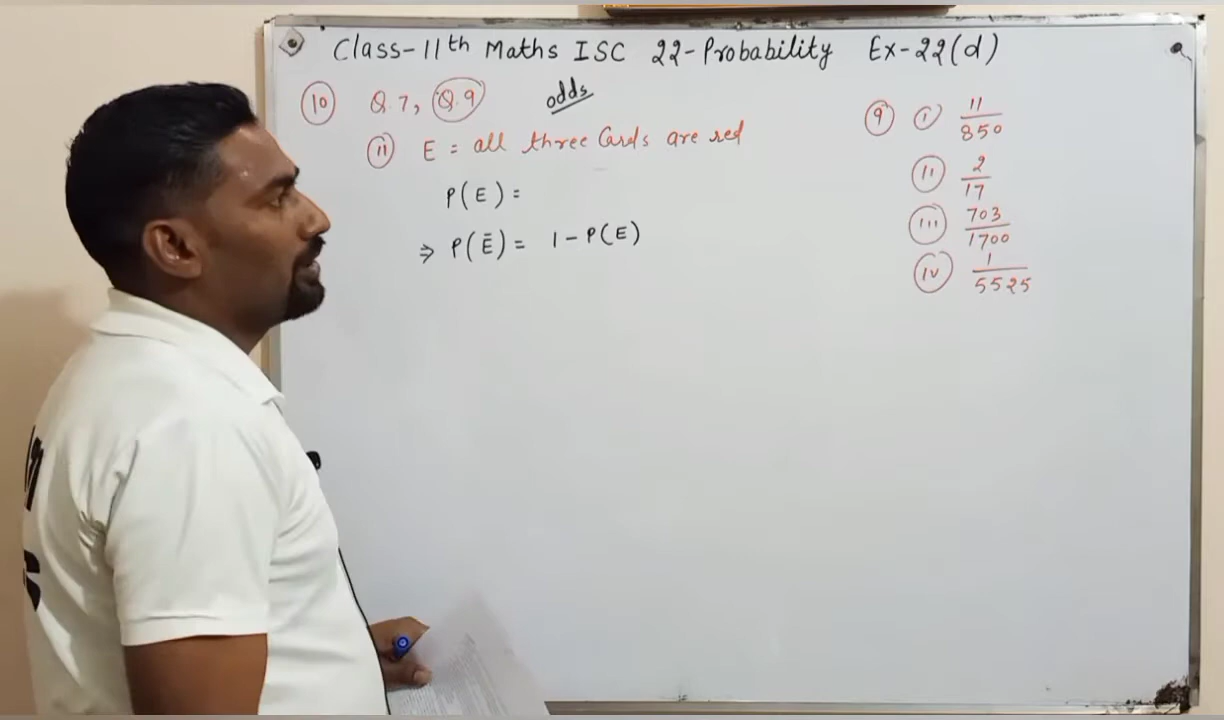 Class-11th Maths ISC 22-Probability Ex-22(d)
10 Q.7, Q.9 odds
ii E = all three Cards are red
P(E) =
⇒ P(Ē) = 1 - P(E)
9 i 11/850
ii 2/17
iii 703/1700
iv 1/5525